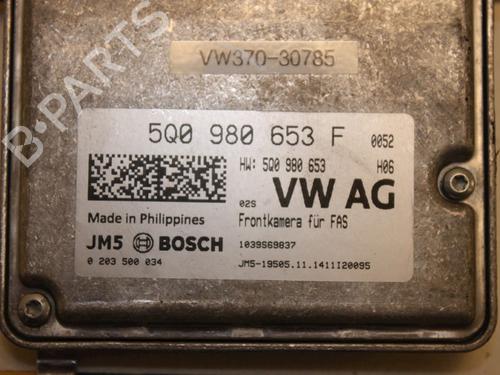 B-PARTS
VW370-30785
5Q0 980 653 F 0052
HW: 5Q0 980 653 H06
02S VW AG
Made in Philippines
Frontkamera für FAS
JM5 BOSCH 1039S69837
0 203 500 034 JM5-19505.11.1411I20095